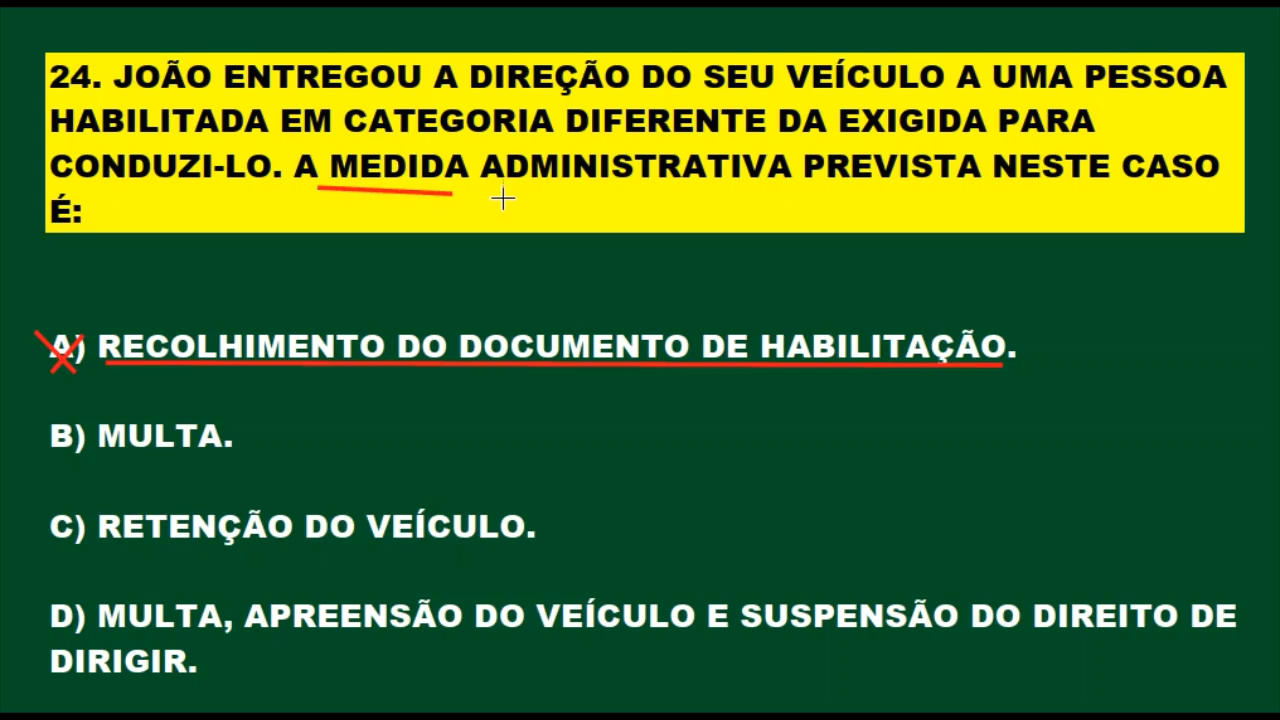 24. JOÃO ENTREGOU A DIREÇÃO DO SEU VEÍCULO A UMA PESSOA
HABILITADA EM CATEGORIA DIFERENTE DA EXIGIDA PARA
CONDUZI-LO. A MEDIDA ADMINISTRATIVA PREVISTA NESTE CASO
É:
A) RECOLHIMENTO DO DOCUMENTO DE HABILITAÇÃO.
B) MULTA.
C) RETENÇÃO DO VEÍCULO.
D) MULTA, APREENSÃO DO VEÍCULO E SUSPENSÃO DO DIREITO DE
DIRIGIR.